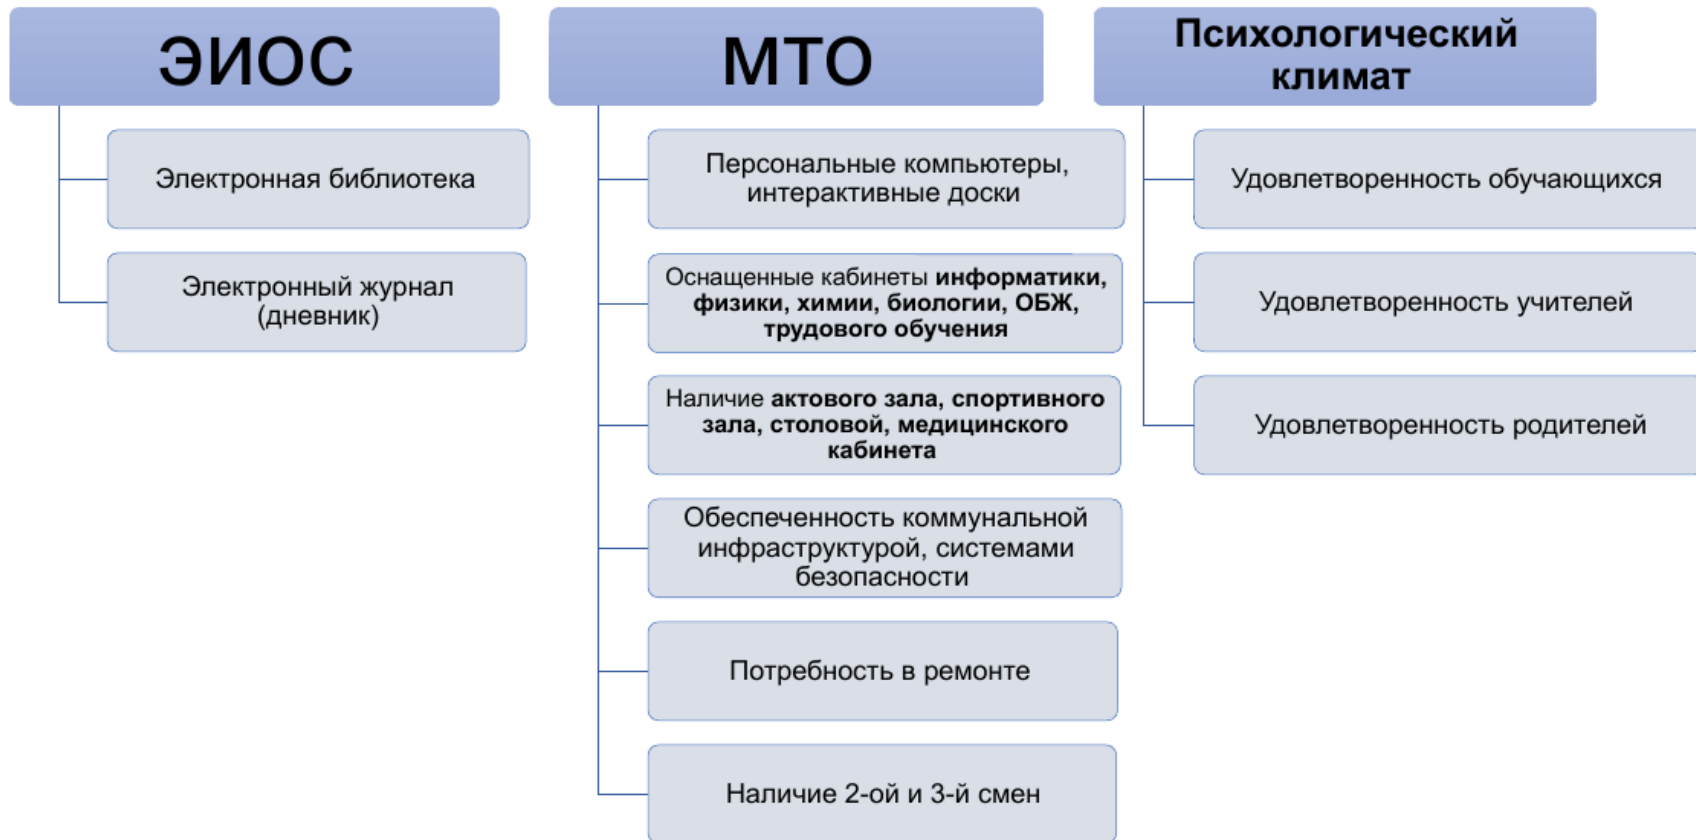 ЭИОС
Электронная библиотека
Электронный журнал
(дневник)
МТО
Персональные компьютеры,
интерактивные доски
Оснащенные кабинеты информатики,
физики, химии, биологии, ОБЖ,
трудового обучения
Наличие актового зала, спортивного
зала, столовой, медицинского
кабинета
Обеспеченность коммунальной
инфраструктурой, системами
безопасности
Потребность в ремонте
Наличие 2-ой и 3-й смен
Психологический
климат
Удовлетворенность обучающихся
Удовлетворенность учителей
Удовлетворенность родителей